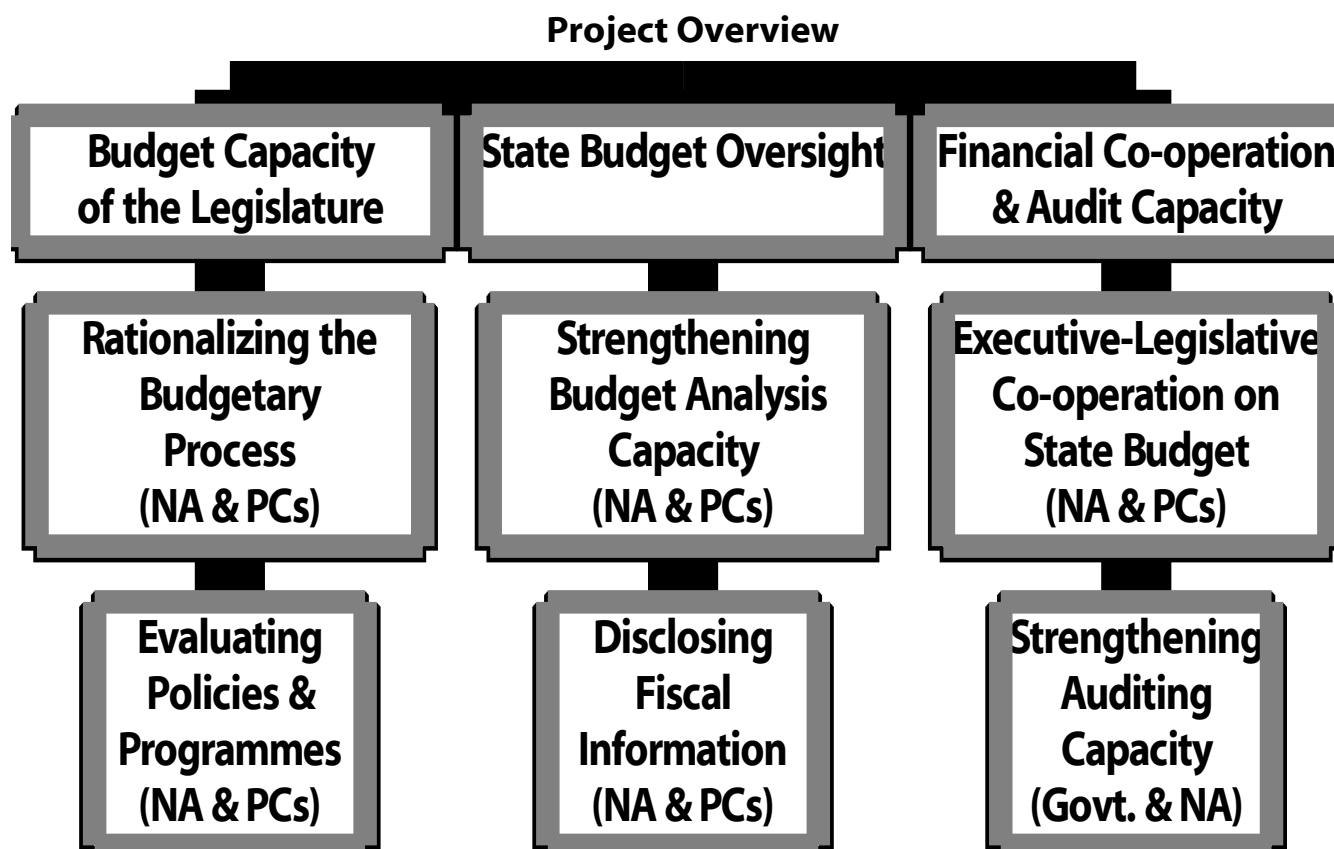 Project Overview
Budget Capacity
of the Legislature
State Budget Oversight
Financial Co-operation
& Audit Capacity
Rationalizing the
Budgetary
Process
(NA & PCs)
Strengthening
Budget Analysis
Capacity
(NA & PCs)
Executive-Legislative
Co-operation on
State Budget
(NA & PCs)
Evaluating
Policies &
Programmes
(NA & PCs)
Disclosing
Fiscal
Information
(NA & PCs)
Strengthening
Auditing
Capacity
(Govt. & NA)